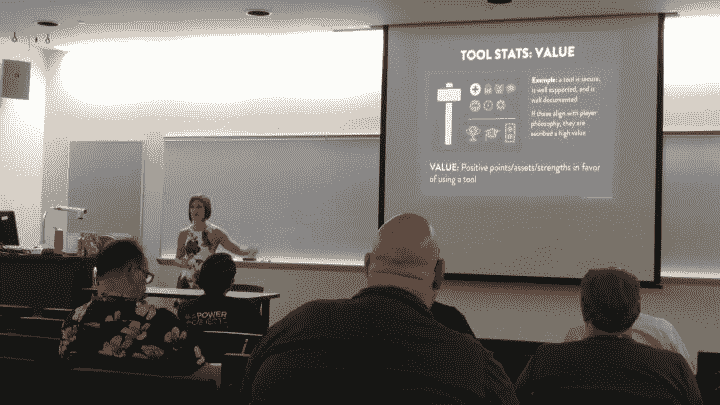 TOOL STATS: VALUE
Example: a tool is secure,
is well supported, and is
well documented
If these align with player
philosophy, they are
ascribed a high value
VALUE: Positive points/assets/strengths in favor
of using a tool
POWER